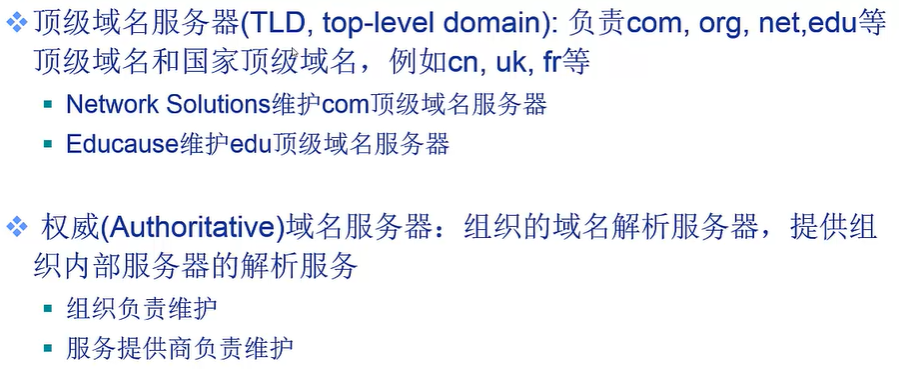 顶级域名服务器(TLD, top-level domain): 负责com, org, net,edu等
顶级域名和国家顶级域名，例如cn, uk, fr等
Network Solutions维护com顶级域名服务器
Educause维护edu顶级域名服务器
权威(Authoritative)域名服务器：组织的域名解析服务器，提供组
织内部服务器的解析服务
组织负责维护
服务提供商负责维护